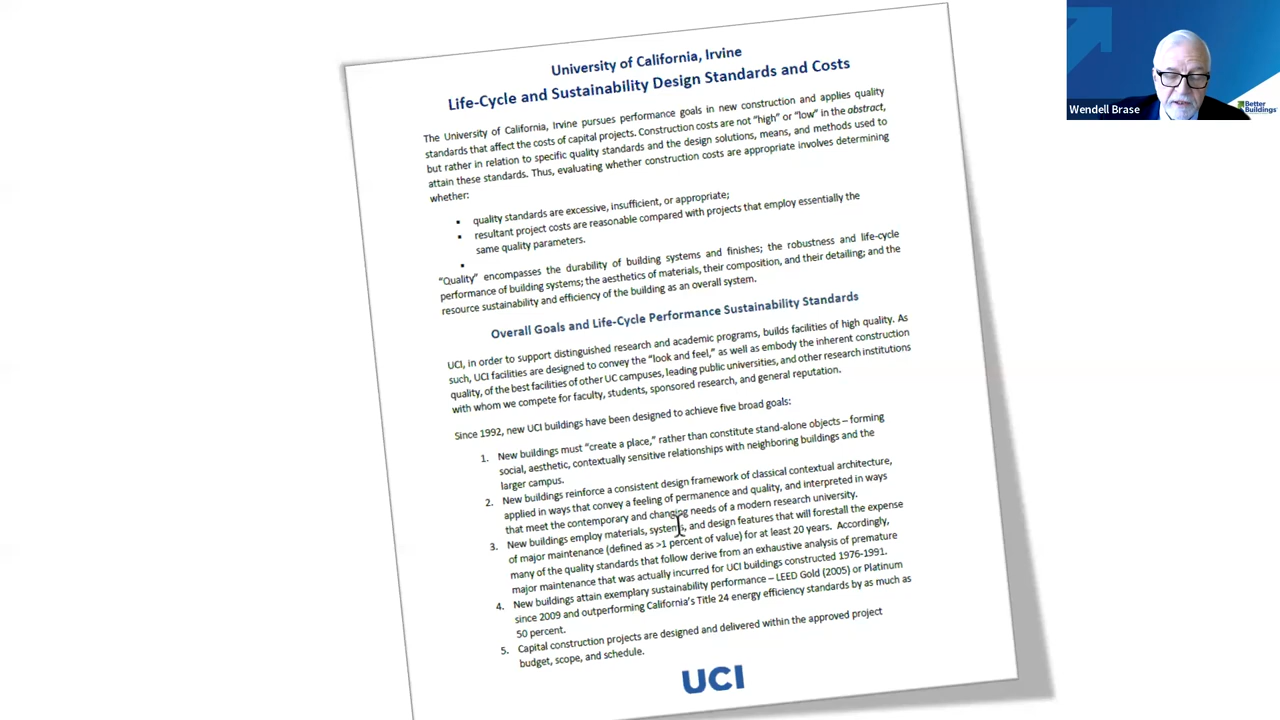 University of California, Irvine
Life-Cycle and Sustainability Design Standards and Costs
The University of California, Irvine pursues performance goals in new construction and applies quality
standards that affect the costs of capital projects. Construction costs are not "high" or "low" in the abstract,
but rather in relation to specific quality standards and the design solutions, means, and methods used to
attain these standards. Thus, evaluating whether construction costs are appropriate involves determining
whether:
▪ quality standards are excessive, insufficient, or appropriate;
▪ resultant project costs are reasonable compared with projects that employ essentially the
same quality parameters.
▪
"Quality" encompasses the durability of building systems and finishes; the robustness and life-cycle
performance of building systems; the aesthetics of materials, their composition, and their detailing; and the
resource sustainability and efficiency of the building as an overall system.
Overall Goals and Life-Cycle Performance Sustainability Standards
UCI, in order to support distinguished research and academic programs, builds facilities of high quality. As
such, UCI facilities are designed to convey the "look and feel," as well as embody the inherent construction
quality, of the best facilities of other UC campuses, leading public universities, and other research institutions
with whom we compete for faculty, students, sponsored research, and general reputation.
Since 1992, new UCI buildings have been designed to achieve five broad goals:
1. New buildings must "create a place," rather than constitute stand-alone objects – forming
social, aesthetic, contextually sensitive relationships with neighboring buildings and the
larger campus.
2. New buildings reinforce a consistent design framework of classical contextual architecture,
applied in ways that convey a feeling of permanence and quality, and interpreted in ways
that meet the contemporary and changing needs of a modern research university.
3. New buildings employ materials, systems, and design features that will forestall the expense
of major maintenance (defined as >1 percent of value) for at least 20 years. Accordingly,
many of the quality standards that follow derive from an exhaustive analysis of premature
major maintenance that was actually incurred for UCI buildings constructed 1976-1991.
4. New buildings attain exemplary sustainability performance – LEED Gold (2005) or Platinum
since 2009 and outperforming California's Title 24 energy efficiency standards by as much as
50 percent.
5. Capital construction projects are designed and delivered within the approved project
budget, scope, and schedule.
UCI
Wendell Brase
Better
Buildings